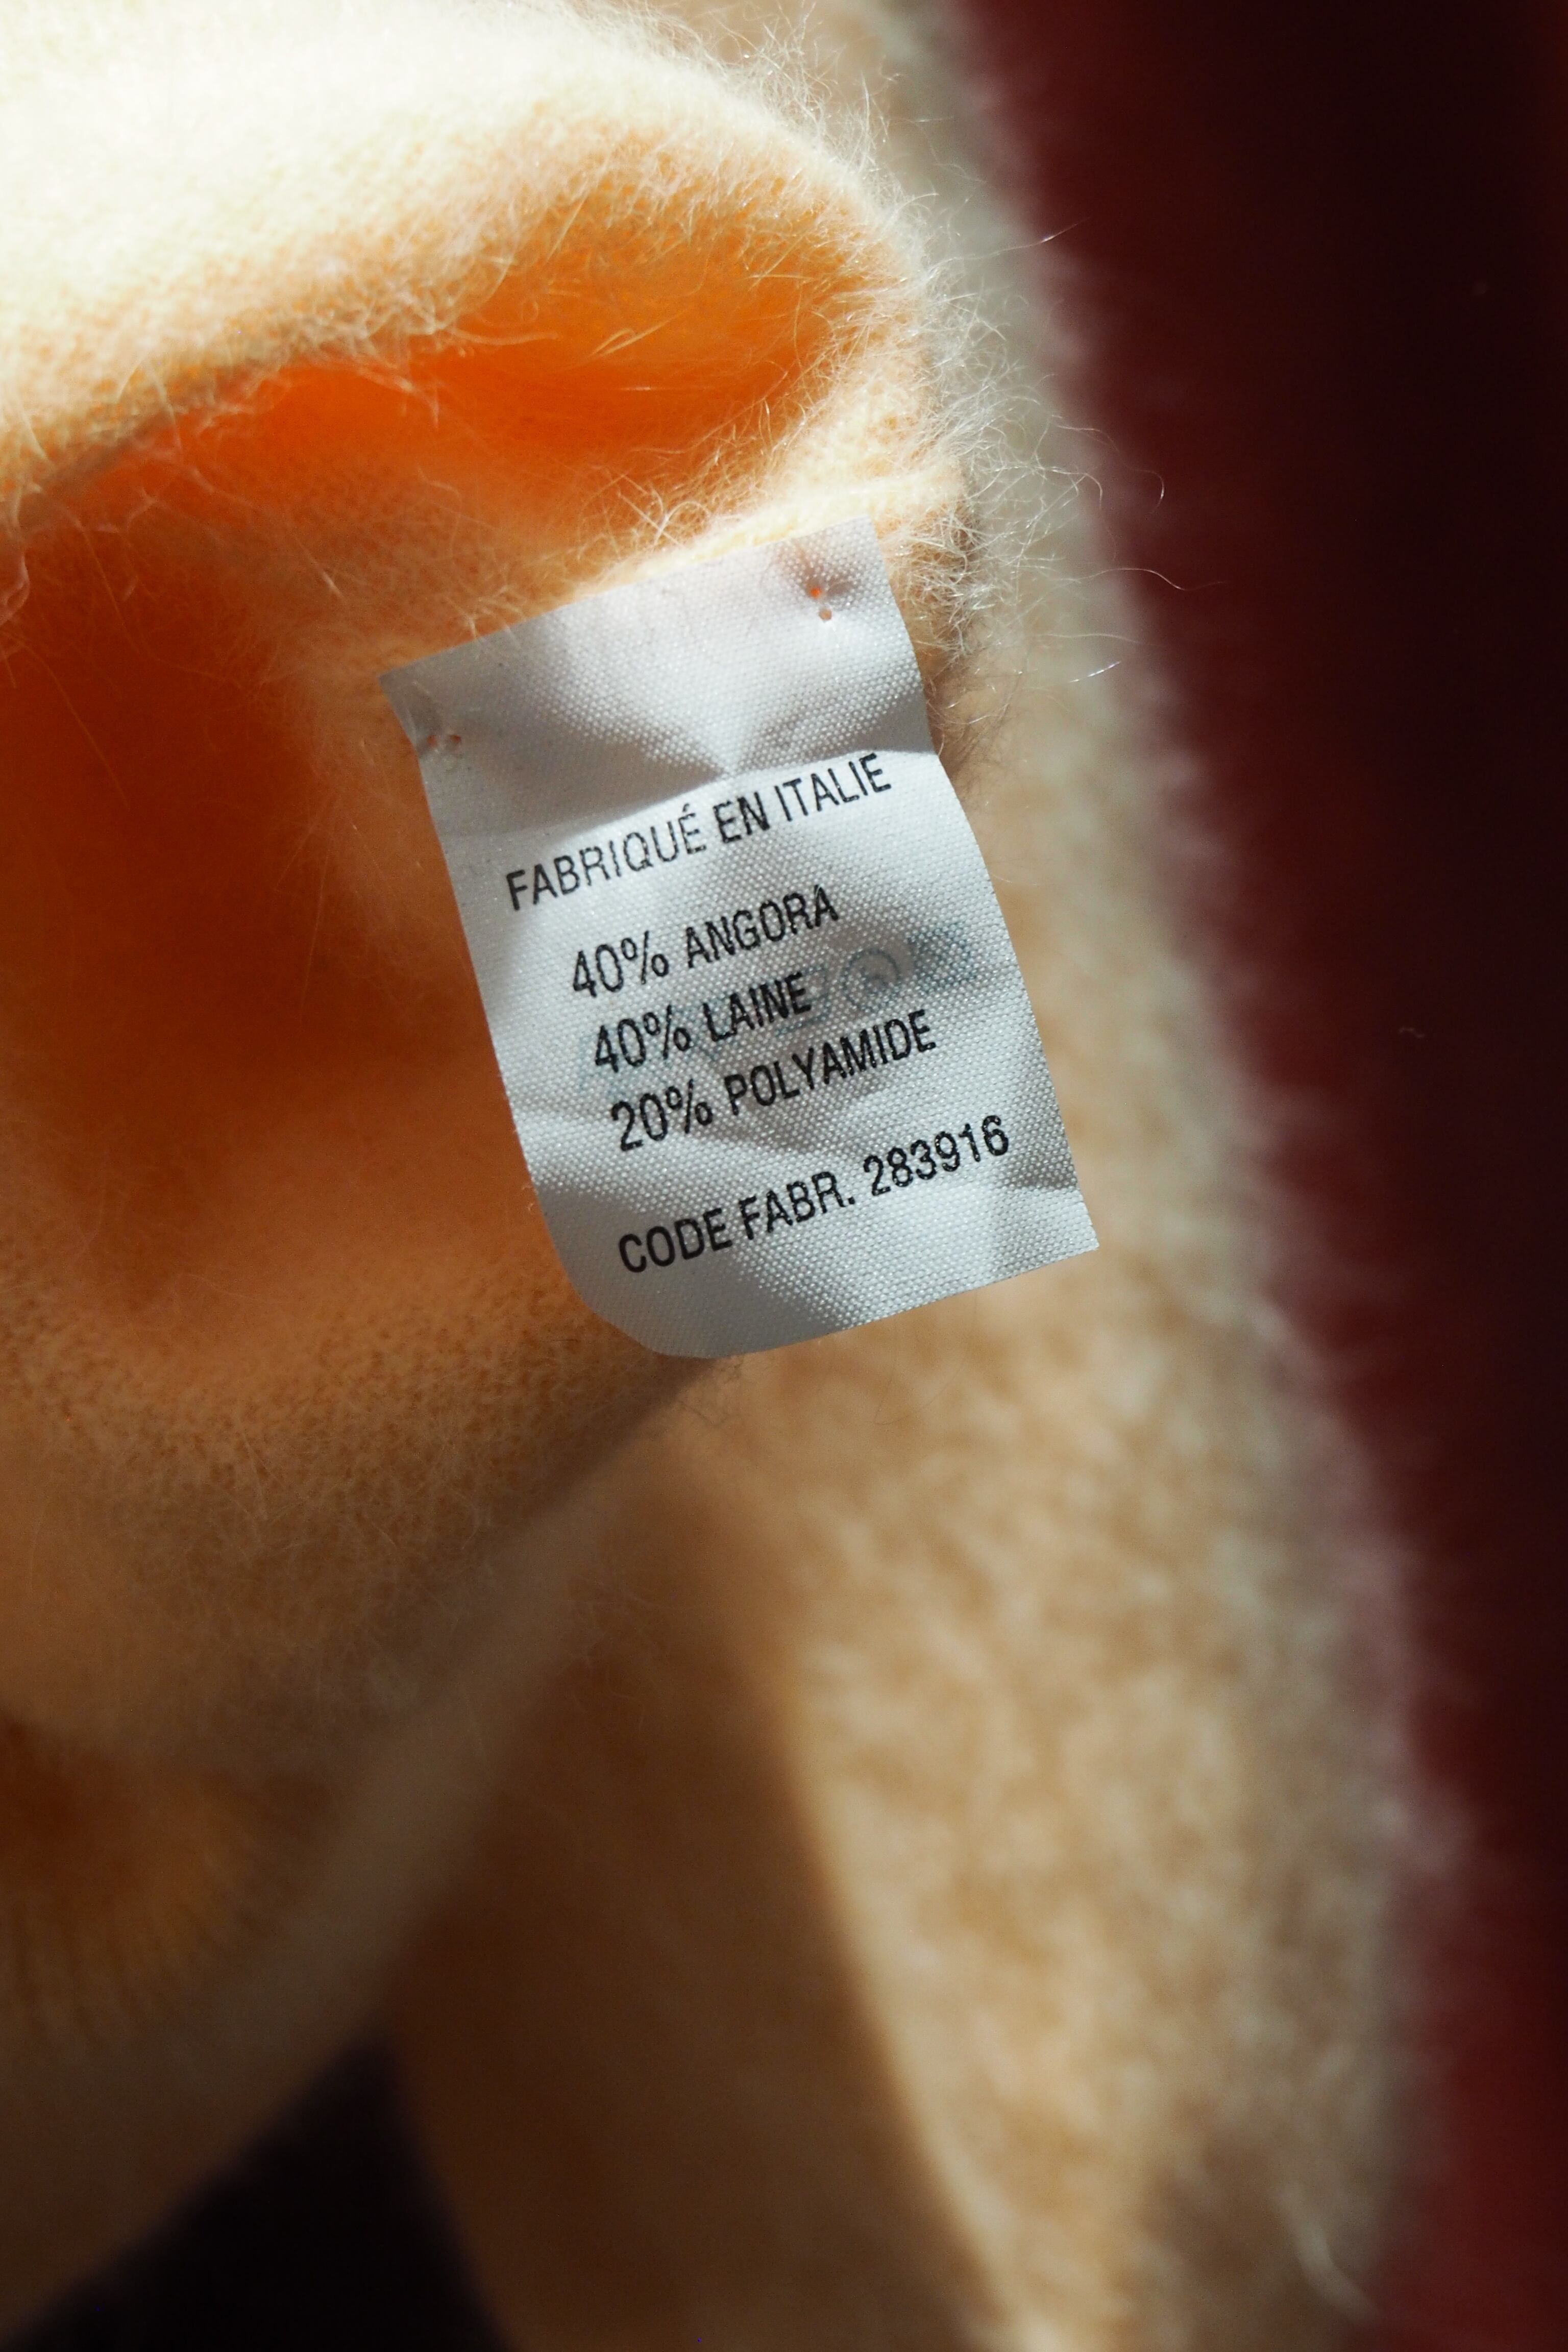 FABRIQUÉ EN ITALIE
40% ANGORA
40% LAINE
20% POLYAMIDE
CODE FABR. 283916